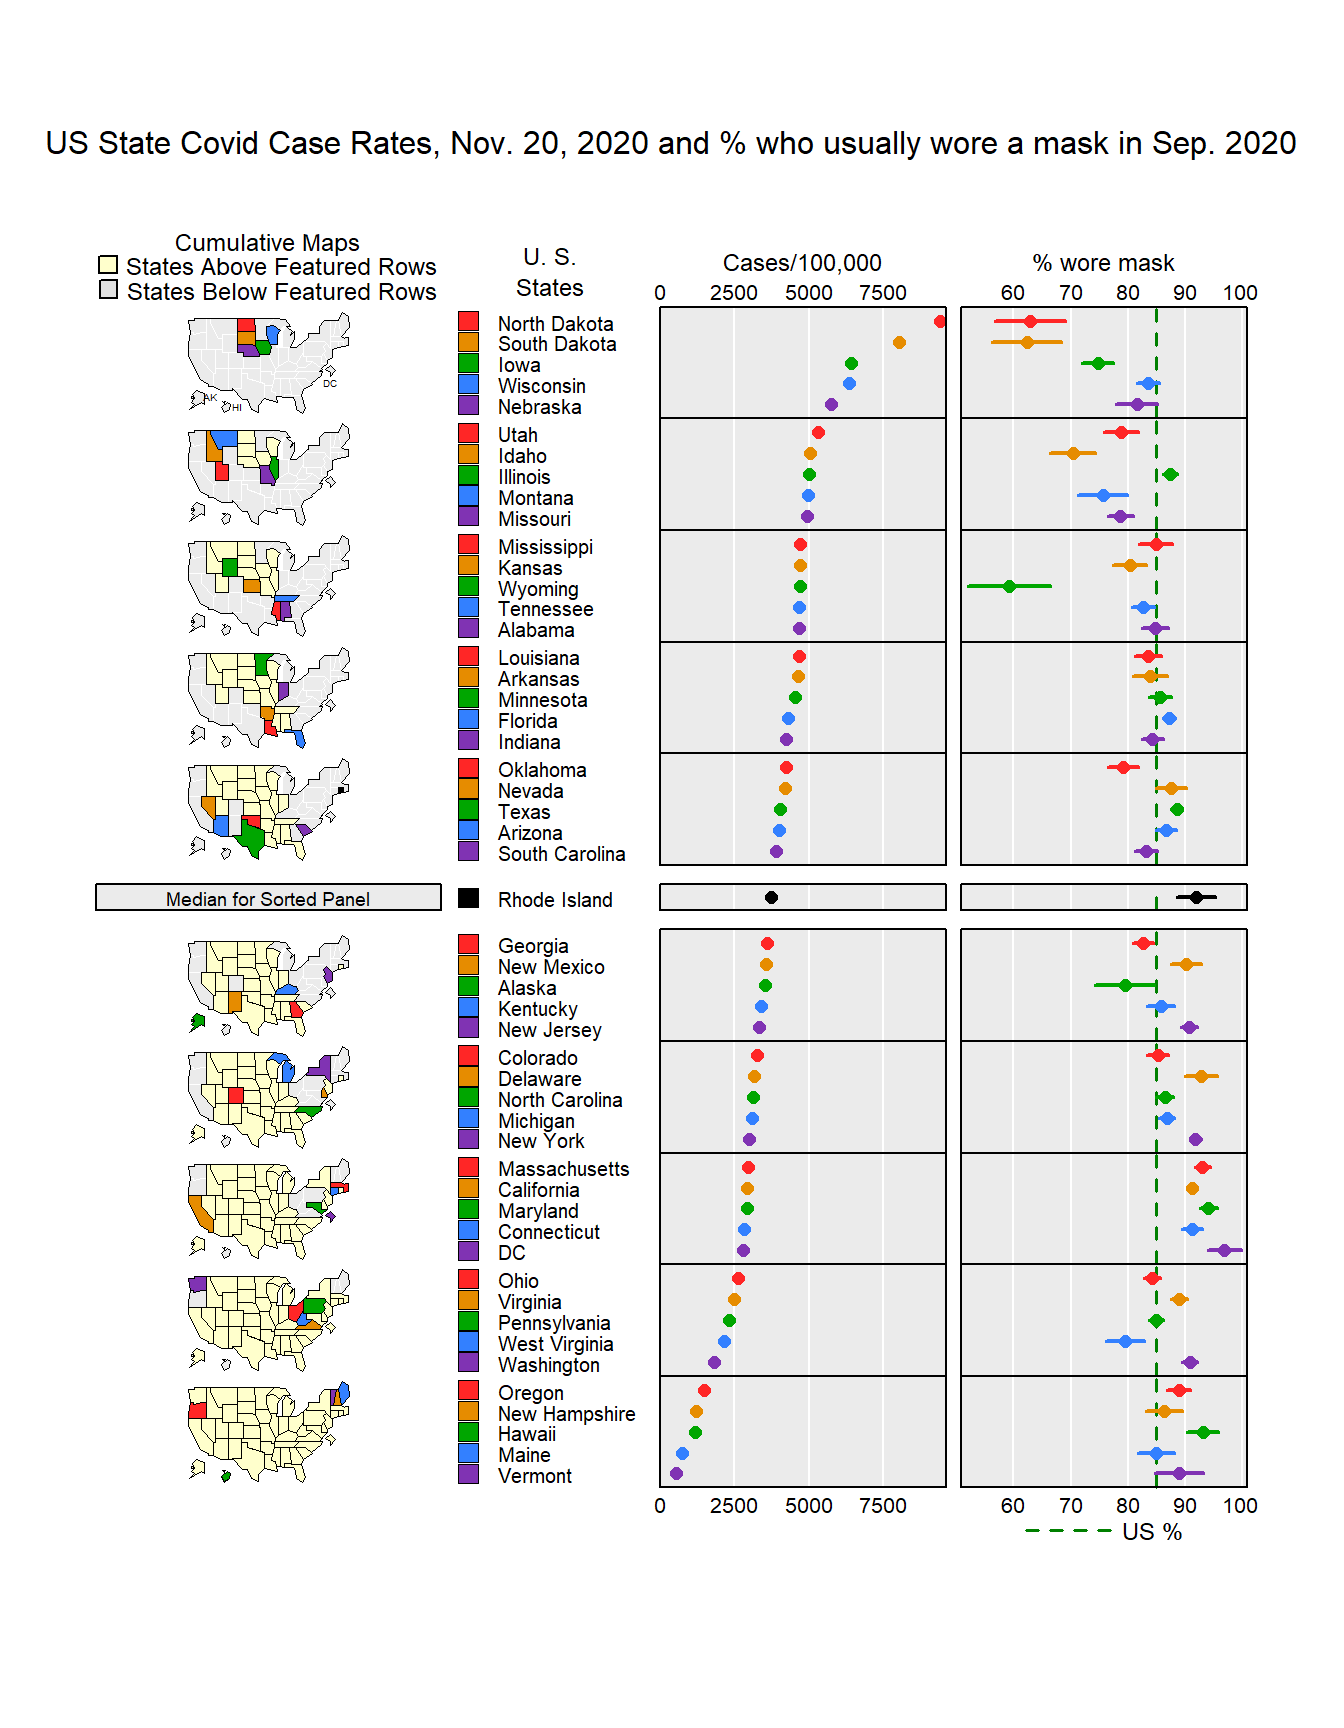 US State Covid Case Rates, Nov. 20, 2020 and % who usually wore a mask in Sep. 2020
Cumulative Maps
States Above Featured Rows
States Below Featured Rows
U. S.
States
Cases/100,000
0 2500 5000 7500
% wore mask
60 70 80 90 100
North Dakota
South Dakota
Iowa
Wisconsin
Nebraska
DC
AK
HI
Utah
Idaho
Illinois
Montana
Missouri
Mississippi
Kansas
Wyoming
Tennessee
Alabama
Louisiana
Arkansas
Minnesota
Florida
Indiana
Oklahoma
Nevada
Texas
Arizona
South Carolina
Median for Sorted Panel
Rhode Island
Georgia
New Mexico
Alaska
Kentucky
New Jersey
Colorado
Delaware
North Carolina
Michigan
New York
Massachusetts
California
Maryland
Connecticut
DC
Ohio
Virginia
Pennsylvania
West Virginia
Washington
Oregon
New Hampshire
Hawaii
Maine
Vermont
0 2500 5000 7500
60 70 80 90 100
US %